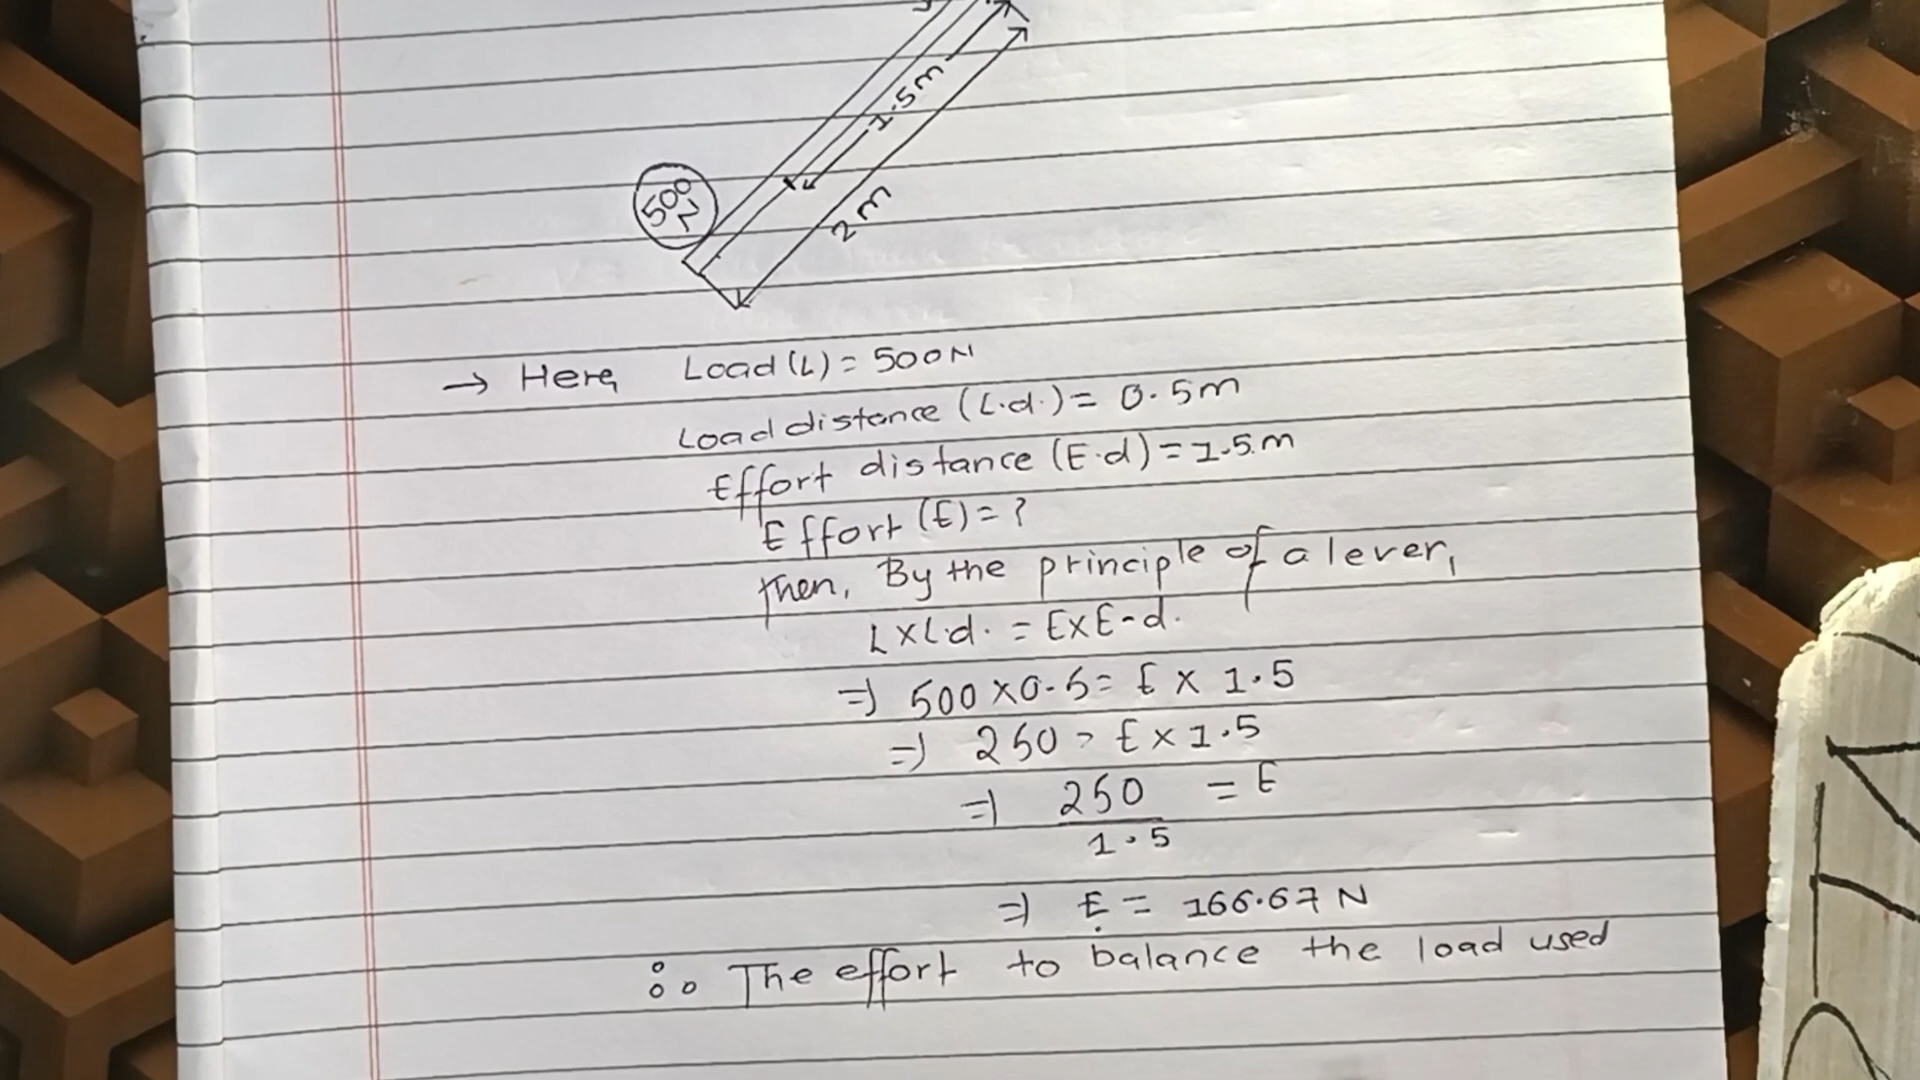 1.5m
500
N
2m
→ Here, Load (L) = 500N
Load distance (L.d.) = 0.5m
Effort distance (E.d) = 1.5m
Effort (E) = ?
Then, By the principle of a lever,
L×L.d. = E×E-d.
⇒ 500×0.5 = E × 1.5
⇒ 250 = E × 1.5
⇒ 250 = E
1.5
⇒ E = 166.67 N
∴ The effort to balance the load used